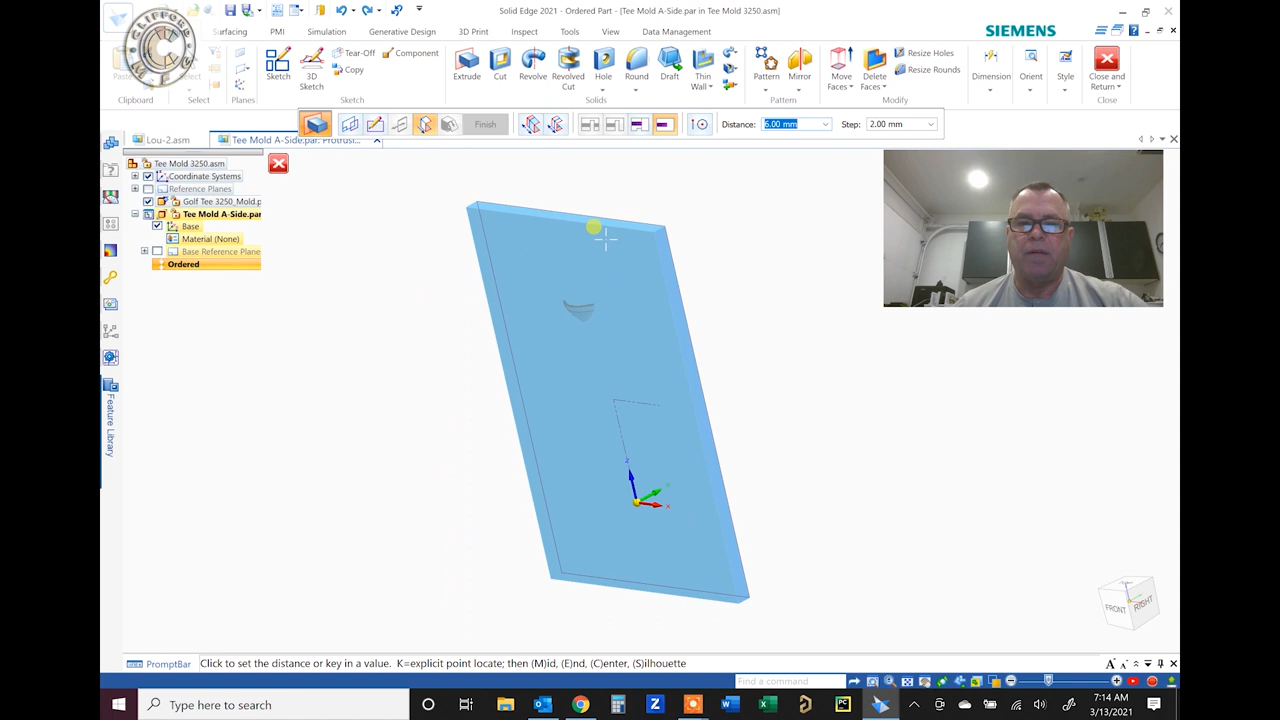 Solid Edge 2021 - Ordered Part - [Tee Mold A-Side.par in Tee Mold 3250.asm]
Surfacing PMI Simulation Generative Design 3D Print Inspect Tools View Data Management
SIEMENS
CLIFFORD
Paste
Clipboard
Select
Select
Planes
Sketch
3D Sketch
Tear-Off
Copy
Component
Sketch
Extrude
Cut
Revolve
Revolved Cut
Hole
Round
Draft
Thin Wall
Solids
Pattern
Mirror
Pattern
Move Faces
Delete Faces
Resize Holes
Resize Rounds
Modify
Dimension
Orient
Style
Close and Return
Close
Finish
Distance: 6.00 mm
Step: 2.00 mm
Lou-2.asm
Tee Mold A-Side.par: Protrusi...
Tee Mold 3250.asm
Coordinate Systems
Reference Planes
Golf Tee 3250_Mold.p
Tee Mold A-Side.par
Base
Material (None)
Base Reference Plane
Ordered
Feature Library
Z
X
FRONT
RIGHT
PromptBar
Click to set the distance or key in a value. K=explicit point locate; then (M)id, (E)nd, (C)enter, (S)ilhouette
Find a command
Type here to search
7:14 AM
3/13/2021